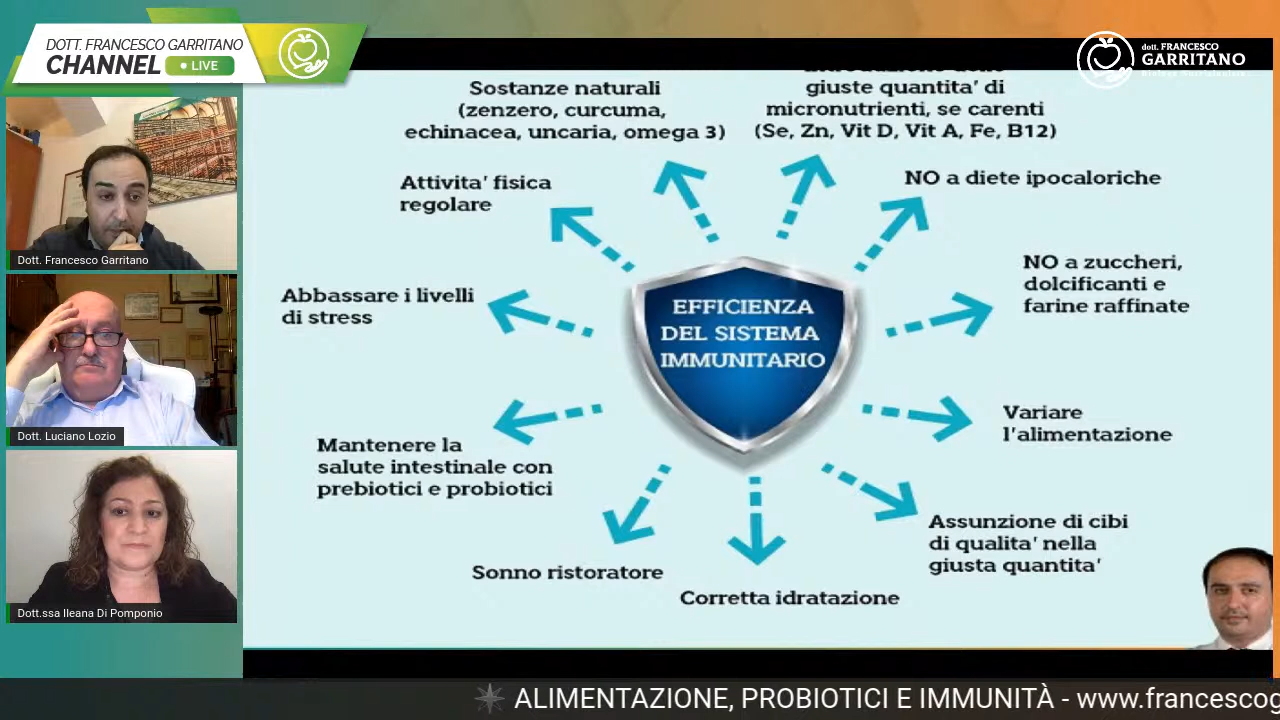 DOTT. FRANCESCO GARRITANO
CHANNEL
LIVE
dott. FRANCESCO
GARRITANO
Biologo Nutrizionista
Dott. Francesco Garritano
Dott. Luciano Lozio
Dott.ssa Ileana Di Pomponio
Sostanze naturali
(zenzero, curcuma,
echinacea, uncaria, omega 3)
giuste quantita' di
micronutrienti, se carenti
(Se, Zn, Vit D, Vit A, Fe, B12)
Attivita' fisica
regolare
NO a diete ipocaloriche
Abbassare i livelli
di stress
NO a zuccheri,
dolcificanti e
farine raffinate
EFFICIENZA
DEL SISTEMA
IMMUNITARIO
Mantenere la
salute intestinale con
prebiotici e probiotici
Variare
l'alimentazione
Sonno ristoratore
Corretta idratazione
Assunzione di cibi
di qualita' nella
giusta quantita'
ALIMENTAZIONE, PROBIOTICI E IMMUNITÀ - www.francescog